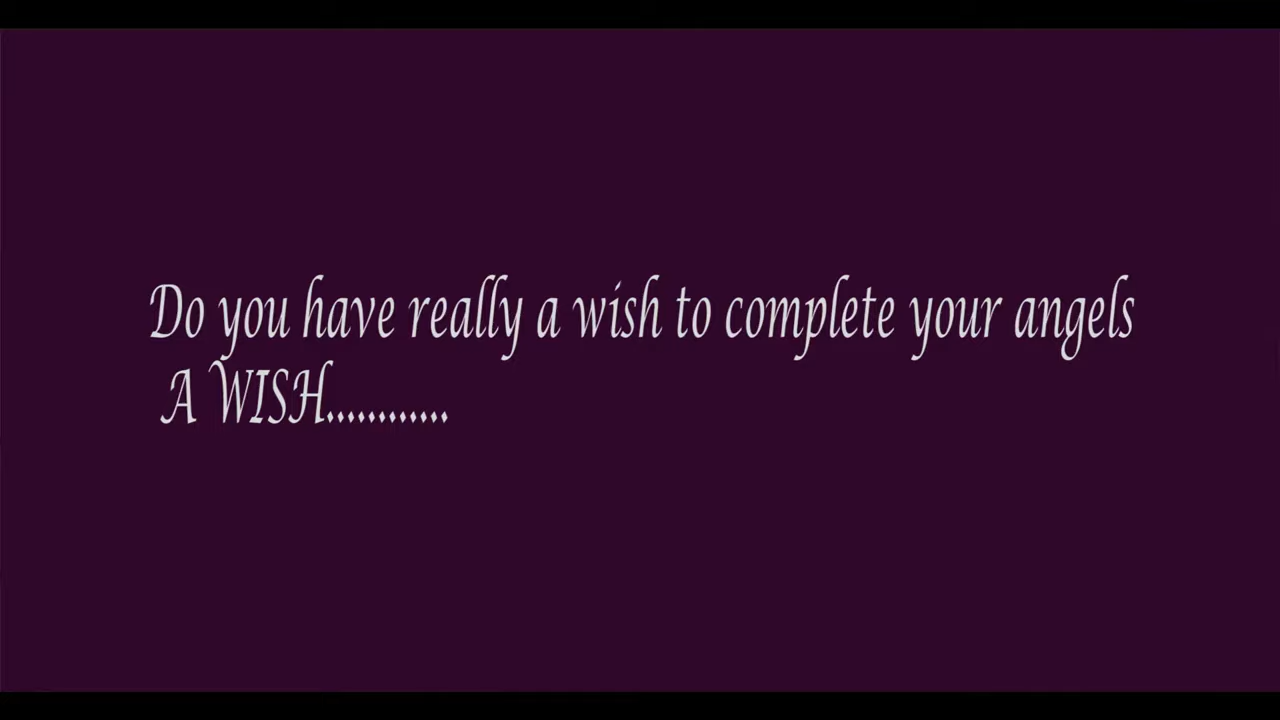 Do you have really a wish to complete your angels
A WISH............